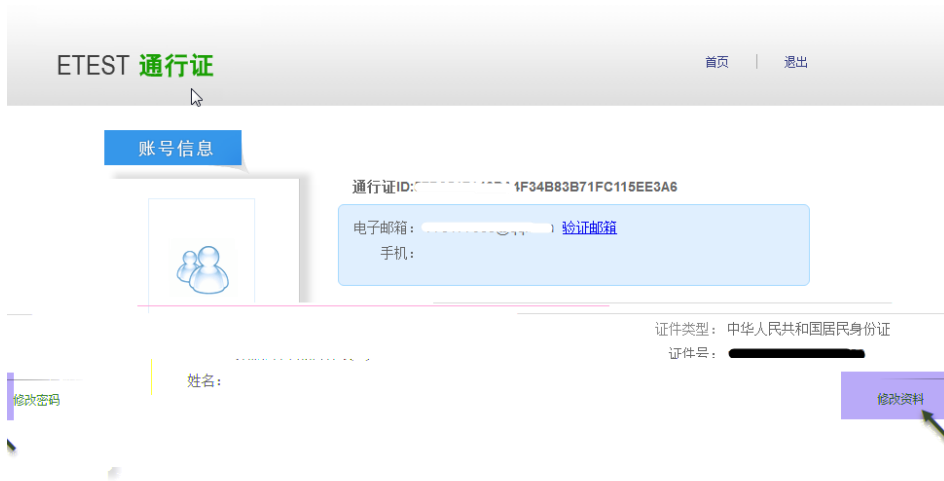 ETEST 通行证
首页 退出
账号信息
通行证ID: 4F34B83B71FC115EE3A6
电子邮箱: 验证邮箱
手机:
证件类型: 中华人民共和国居民身份证
证件号:
姓名:
修改密码 修改资料